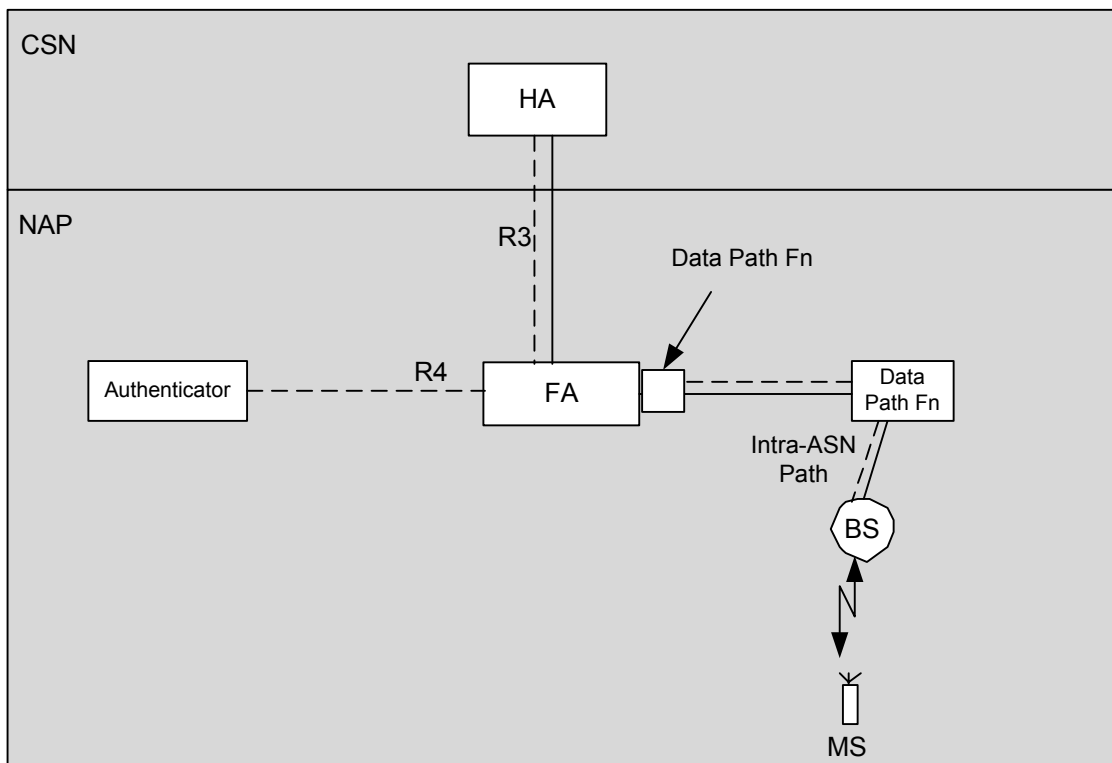 CSN
HA
NAP
R3
Data Path Fn
Authenticator
R4
FA
Data
Path Fn
Intra-ASN
Path
BS
MS